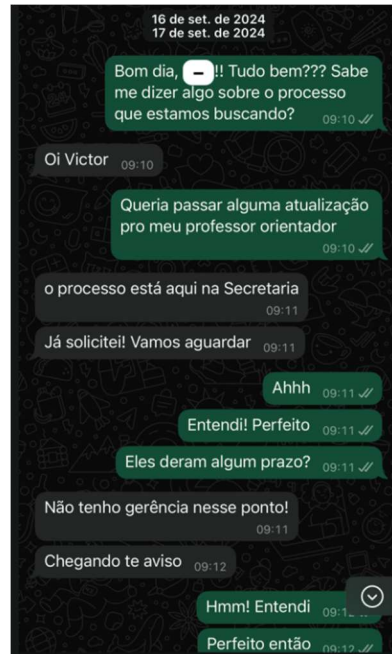 16 de set. de 2024
17 de set. de 2024
Bom dia, –!! Tudo bem??? Sabe
me dizer algo sobre o processo
que estamos buscando?
09:10
Oi Victor 09:10
Queria passar alguma atualização
pro meu professor orientador
09:10
o processo está aqui na Secretaria
09:11
Já solicitei! Vamos aguardar 09:11
Ahhh 09:11
Entendi! Perfeito 09:11
Eles deram algum prazo? 09:11
Não tenho gerência nesse ponto!
09:11
Chegando te aviso 09:12
Hmm! Entendi 09:12
Perfeito então 09:12